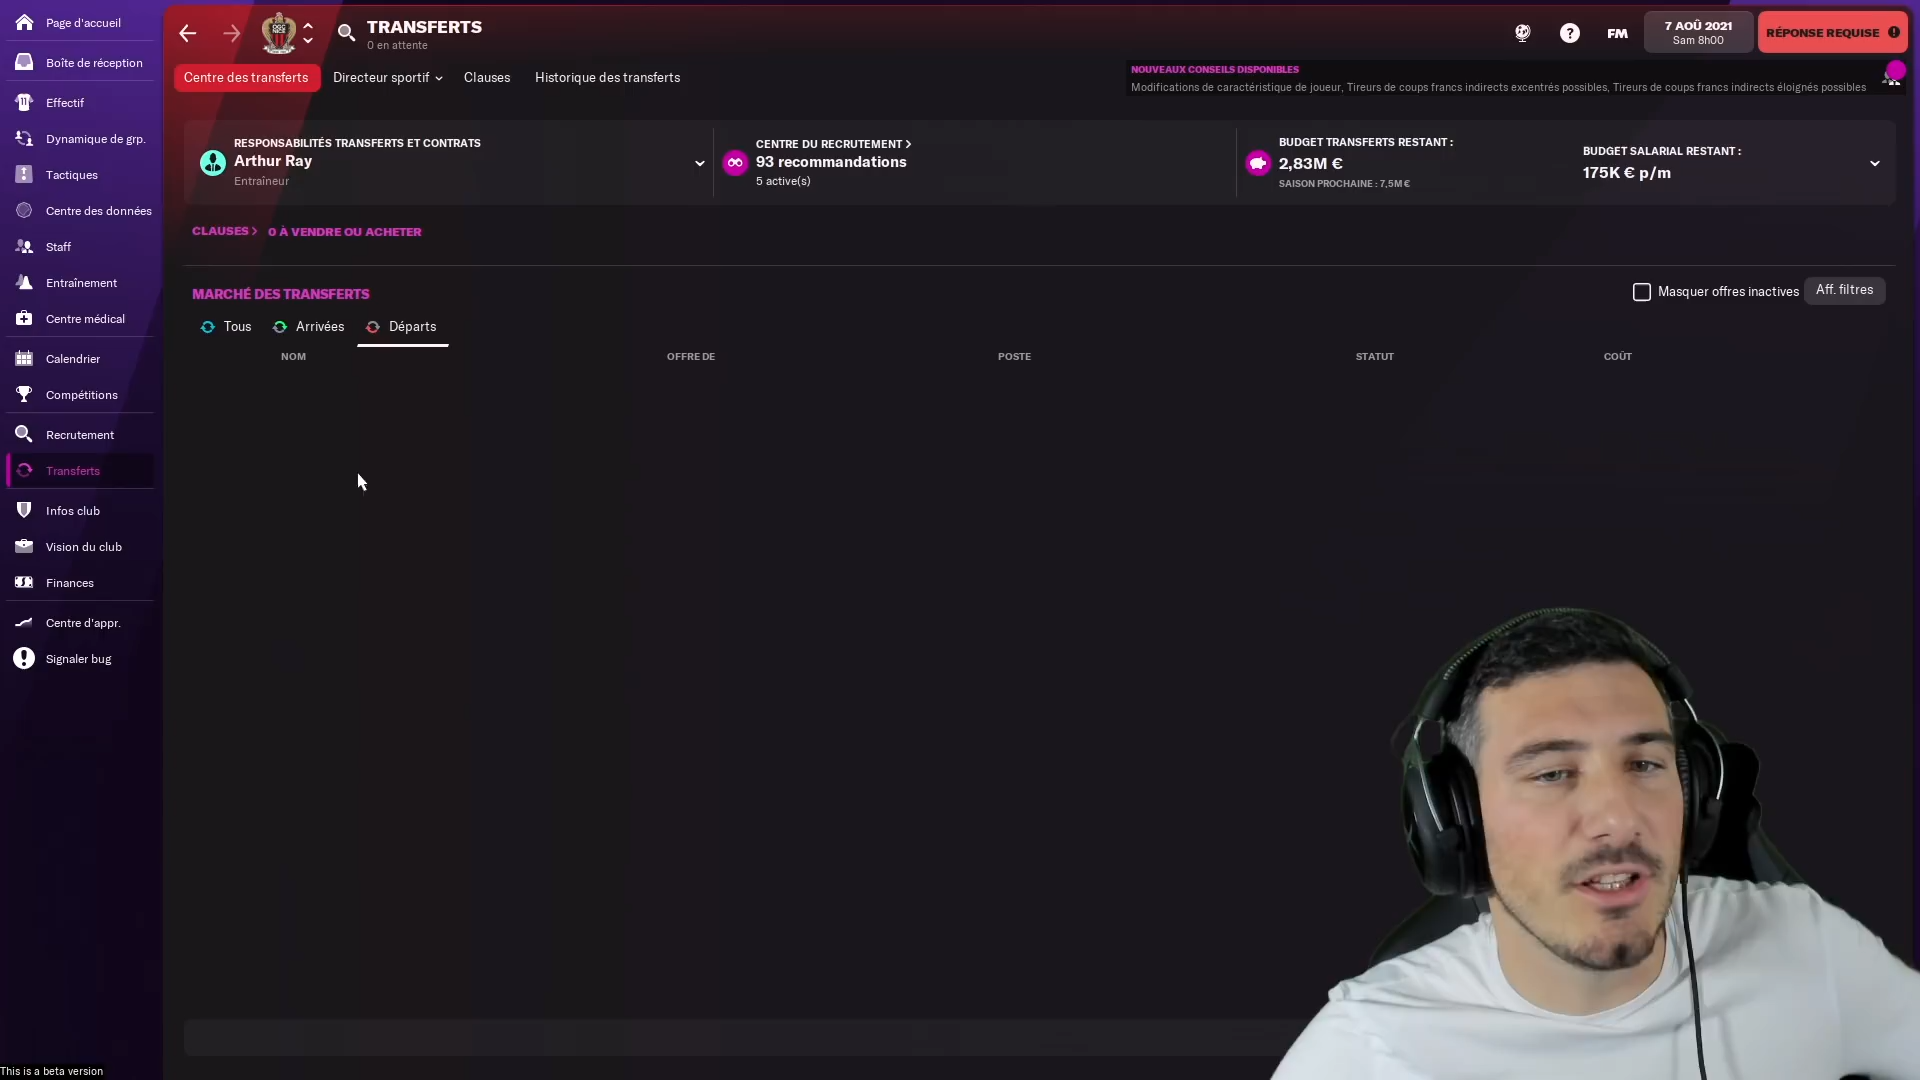 Page d'accueil
Boîte de réception
Effectif
Dynamique de grp.
Tactiques
Centre des données
Staff
Entraînement
Centre médical
Calendrier
Compétitions
Recrutement
Transferts
Infos club
Vision du club
Finances
Centre d'appr.
Signaler bug
This is a beta version
TRANSFERTS
0 en attente
FM
7 AOÛ 2021
Sam 8h00
RÉPONSE REQUISE
Centre des transferts
Directeur sportif
Clauses
Historique des transferts
NOUVEAUX CONSEILS DISPONIBLES
Modifications de caractéristique de joueur, Tireurs de coups francs indirects excentrés possibles, Tireurs de coups francs indirects éloignés possibles
RESPONSABILITÉS TRANSFERTS ET CONTRATS
Arthur Ray
Entraîneur
CENTRE DU RECRUTEMENT >
93 recommandations
5 active(s)
BUDGET TRANSFERTS RESTANT :
2,83M €
SAISON PROCHAINE : 7,5M €
BUDGET SALARIAL RESTANT :
175K € p/m
CLAUSES > 0 À VENDRE OU ACHETER
MARCHÉ DES TRANSFERTS
Masquer offres inactives
Aff. filtres
Tous
Arrivées
Départs
NOM
OFFRE DE
POSTE
STATUT
COÛT